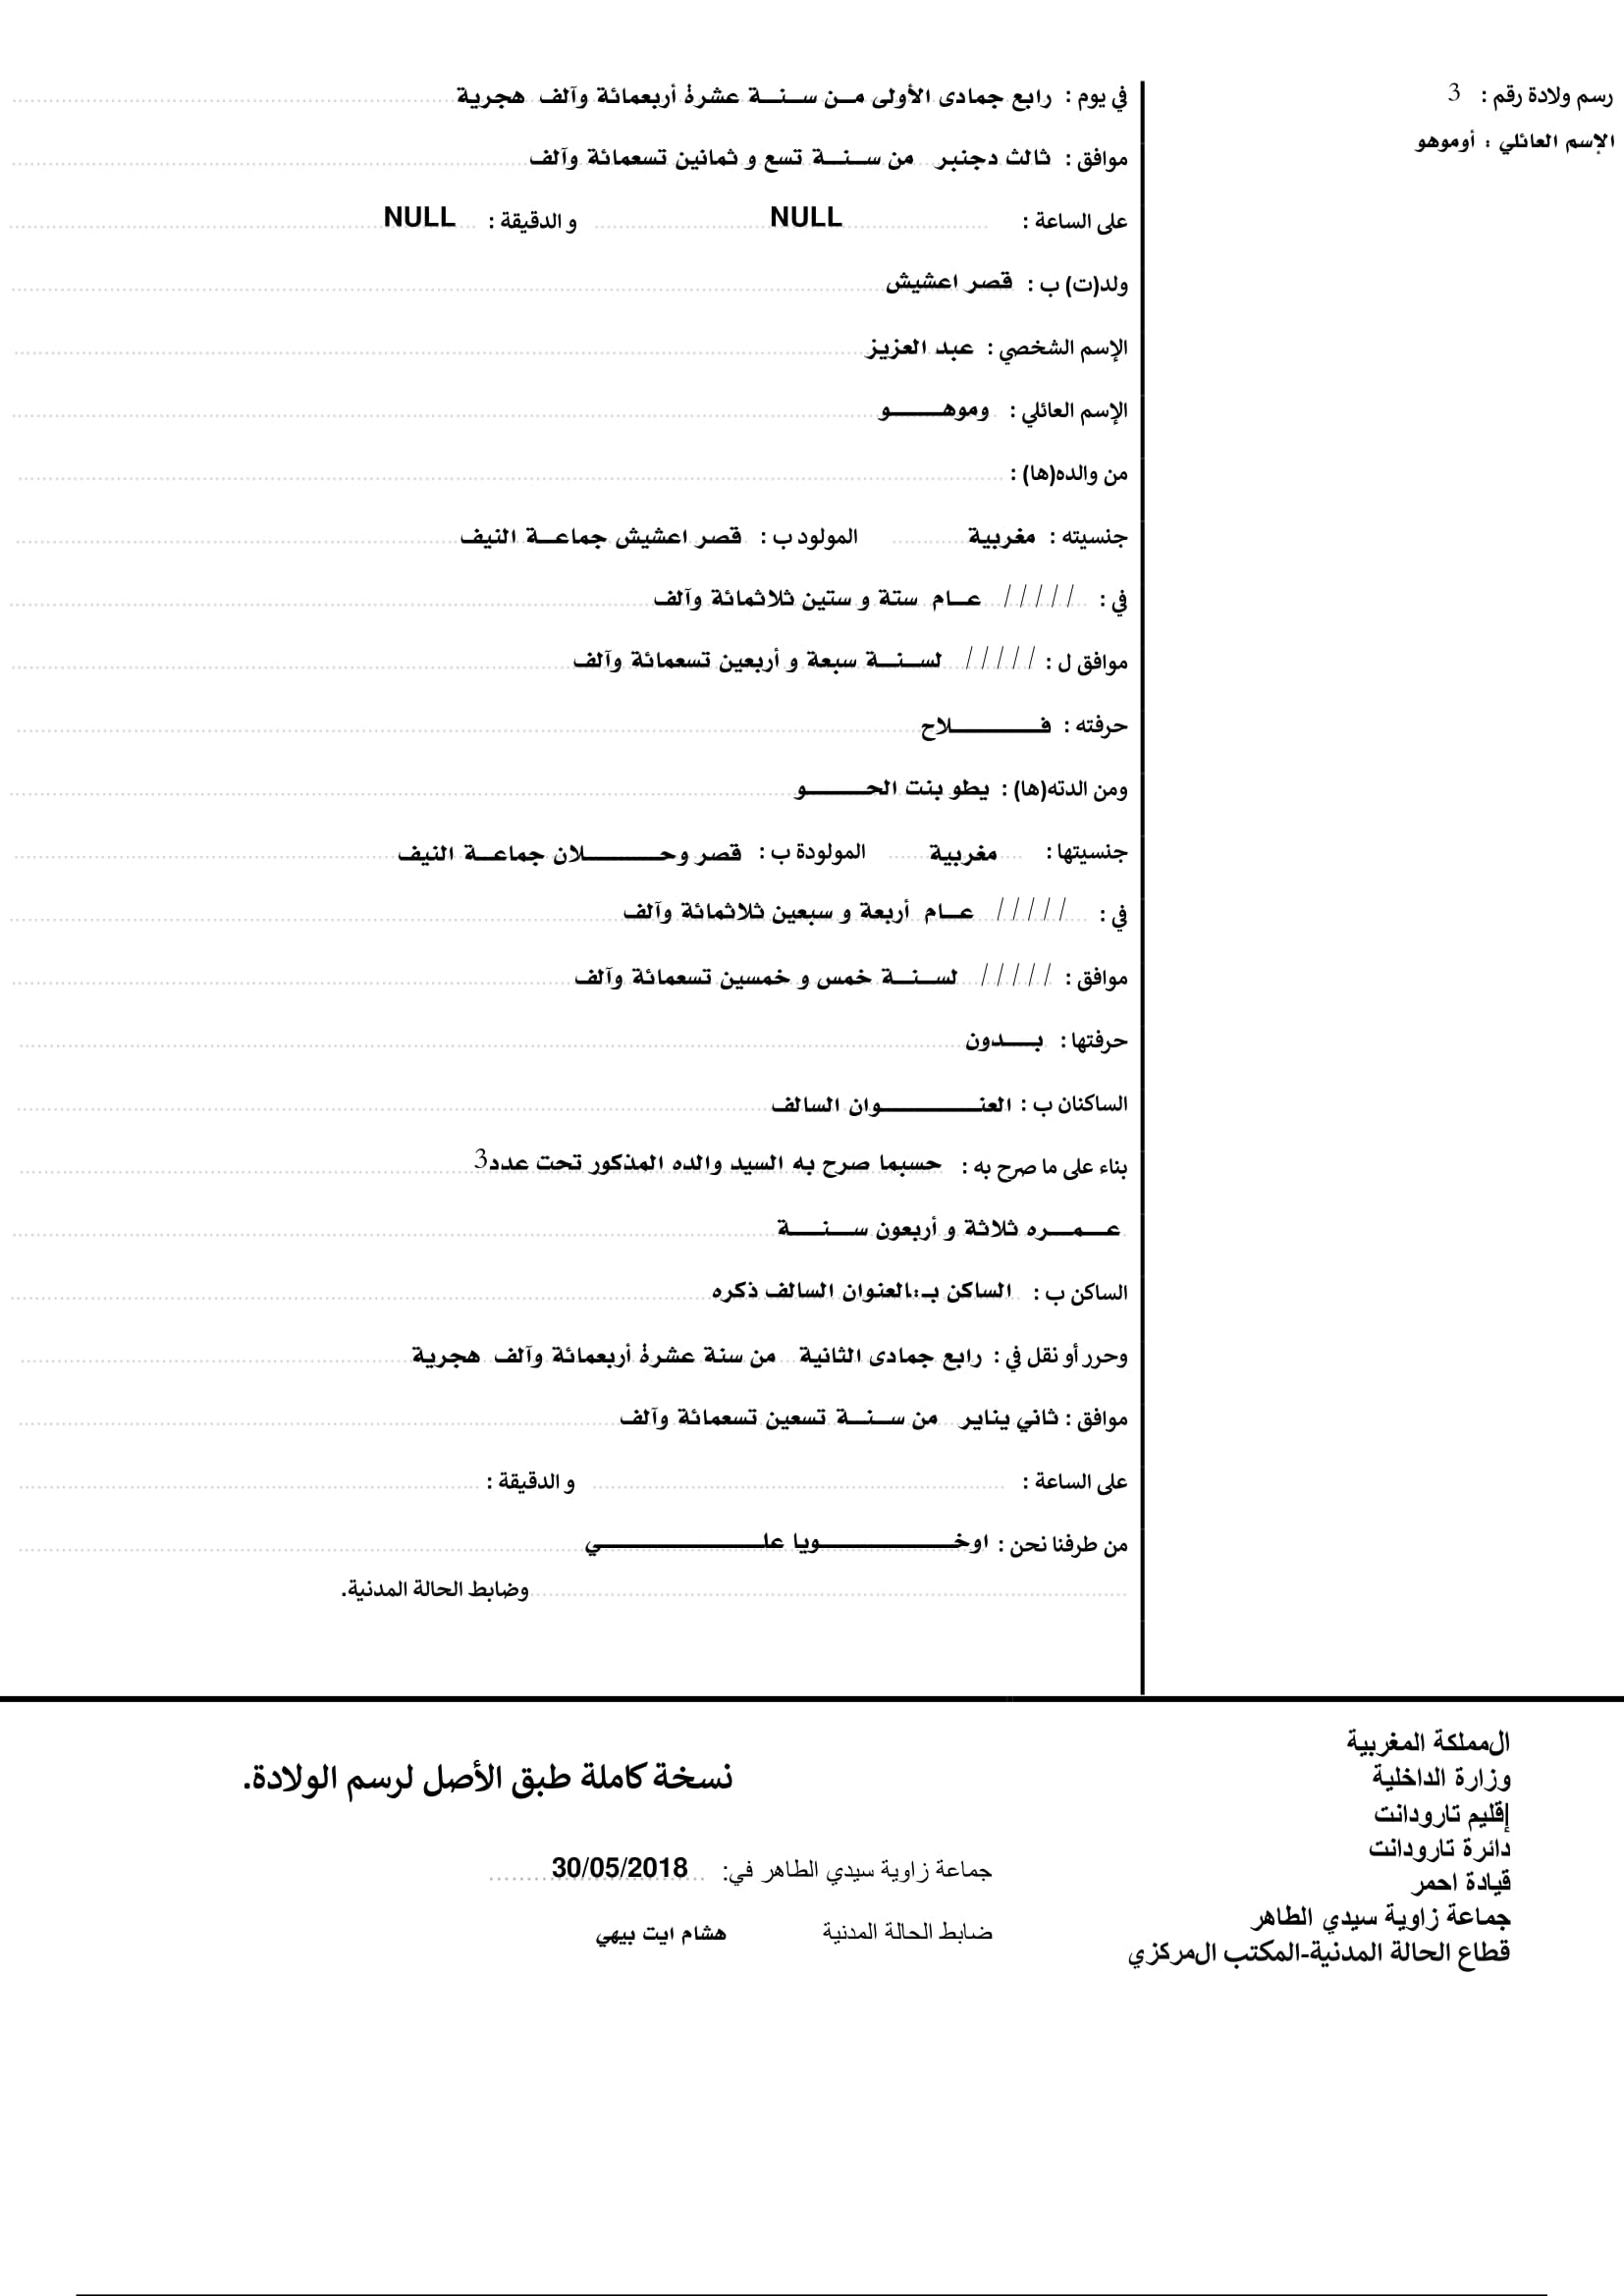 رسم ولادة رقم : 3
الإسم العائلي : أوموهو
في يوم : رابع جمادى الأولى مـن سـنـة عشرة أربعمائة وآلف هجرية
موافق : ثالث دجنبر من سـنـة تسع و ثمانين تسعمائة وآلف
على الساعة : NULL و الدقيقة : NULL
ولد(ت) ب : قصر اعشيش
الإسم الشخصي : عبد العزيز
الإسم العائلي : وموهـــــو
من والده(ها) :
جنسيته : مغربية المولود ب : قصر اعشيش جماعـة النيف
في : ///// عـام ستة و ستين ثلاثمائة وآلف
موافق ل : ///// لسـنـة سبعة و أربعين تسعمائة وآلف
حرفته : فـــــــــلاح
ومن الدته(ها) : يطو بنت الحـــــو
جنسيتها : مغربية المولودة ب : قصر وحــــــــلان جماعـة النيف
في : ///// عـام أربعة و سبعين ثلاثمائة وآلف
موافق : ///// لسـنـة خمس و خمسين تسعمائة وآلف
حرفتها : بـــدون
الساكنان ب : العنــــــــوان السالف
بناء على ما صرح به : حسبما صرح به السيد والده المذكور تحت عدد3
عـمـره ثلاثة و أربعون سـنـــة
الساكن ب : الساكن بـ:العنوان السالف ذكره
وحرر أو نقل في : رابع جمادى الثانية من سنة عشرة أربعمائة وآلف هجرية
موافق : ثاني يناير من سـنـة تسعين تسعمائة وآلف
على الساعة : و الدقيقة :
من طرفنا نحن : اوخـــــــــــويا علـــــــــــــــي
وضابط الحالة المدنية.
المملكة المغربية
وزارة الداخلية
إقليم تارودانت
دائرة تارودانت
قيادة احمر
جماعة زاوية سيدي الطاهر
قطاع الحالة المدنية-المكتب المركزي
نسخة كاملة طبق الأصل لرسم الولادة.
جماعة زاوية سيدي الطاهر في: 30/05/2018
ضابط الحالة المدنية هشام ايت بيهي